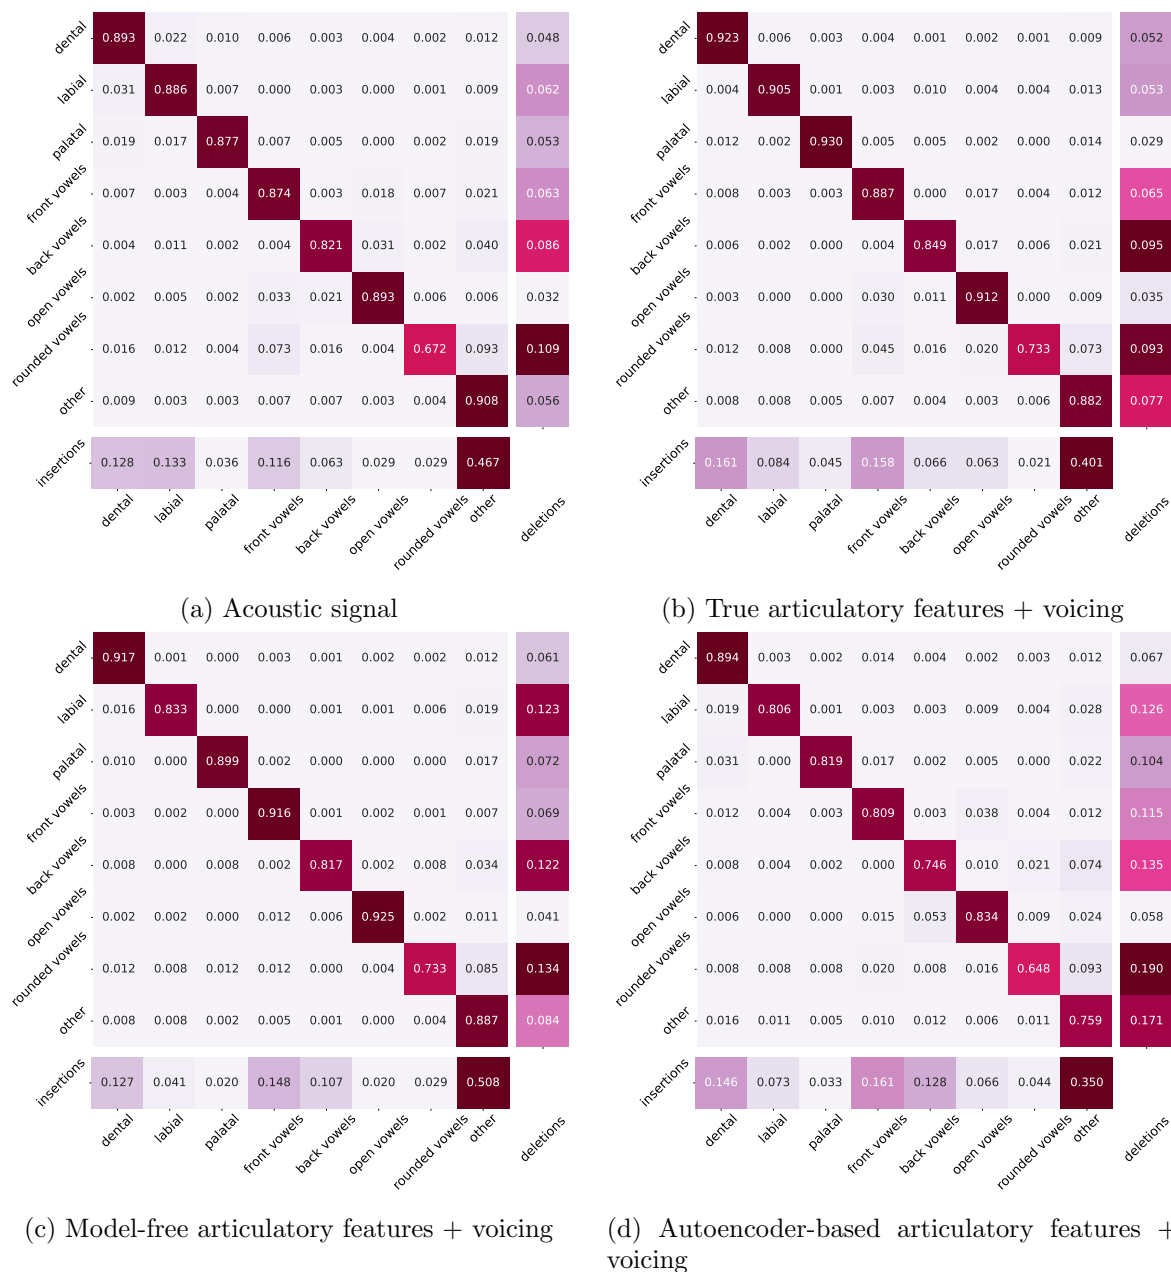 dental 0.893 0.022 0.010 0.006 0.003 0.004 0.002 0.012 0.048
labial 0.031 0.886 0.007 0.000 0.003 0.000 0.001 0.009 0.062
palatal 0.019 0.017 0.877 0.007 0.005 0.000 0.002 0.019 0.053
front vowels 0.007 0.003 0.004 0.874 0.003 0.018 0.007 0.021 0.063
back vowels 0.004 0.011 0.002 0.004 0.821 0.031 0.002 0.040 0.086
open vowels 0.002 0.005 0.002 0.033 0.021 0.893 0.006 0.006 0.032
rounded vowels 0.016 0.012 0.004 0.073 0.016 0.004 0.672 0.093 0.109
other 0.009 0.003 0.003 0.007 0.007 0.003 0.004 0.908 0.056
insertions 0.128 0.133 0.036 0.116 0.063 0.029 0.029 0.467
dental labial palatal front vowels back vowels open vowels rounded vowels other deletions
(a) Acoustic signal
dental 0.923 0.006 0.003 0.004 0.001 0.002 0.001 0.009 0.052
labial 0.004 0.905 0.001 0.003 0.010 0.004 0.004 0.013 0.053
palatal 0.012 0.002 0.930 0.005 0.005 0.002 0.000 0.014 0.029
front vowels 0.008 0.003 0.003 0.887 0.000 0.017 0.004 0.012 0.065
back vowels 0.006 0.002 0.000 0.004 0.849 0.017 0.006 0.021 0.095
open vowels 0.003 0.000 0.000 0.030 0.011 0.912 0.000 0.009 0.035
rounded vowels 0.012 0.008 0.000 0.045 0.016 0.020 0.733 0.073 0.093
other 0.008 0.008 0.005 0.007 0.004 0.003 0.006 0.882 0.077
insertions 0.161 0.084 0.045 0.158 0.066 0.063 0.021 0.401
dental labial palatal front vowels back vowels open vowels rounded vowels other deletions
(b) True articulatory features + voicing
dental 0.917 0.001 0.000 0.003 0.001 0.002 0.002 0.012 0.061
labial 0.016 0.833 0.000 0.000 0.001 0.001 0.006 0.019 0.123
palatal 0.010 0.000 0.899 0.002 0.000 0.000 0.000 0.017 0.072
front vowels 0.003 0.002 0.000 0.916 0.001 0.002 0.001 0.007 0.069
back vowels 0.008 0.000 0.008 0.002 0.817 0.002 0.008 0.034 0.122
open vowels 0.002 0.002 0.000 0.012 0.006 0.925 0.002 0.011 0.041
rounded vowels 0.012 0.008 0.012 0.012 0.000 0.004 0.733 0.085 0.134
other 0.008 0.008 0.002 0.005 0.001 0.000 0.004 0.887 0.084
insertions 0.127 0.041 0.020 0.148 0.107 0.020 0.029 0.508
dental labial palatal front vowels back vowels open vowels rounded vowels other deletions
(c) Model-free articulatory features + voicing
dental 0.894 0.003 0.002 0.014 0.004 0.002 0.003 0.012 0.067
labial 0.019 0.806 0.001 0.003 0.003 0.009 0.004 0.028 0.126
palatal 0.031 0.000 0.819 0.017 0.002 0.005 0.000 0.022 0.104
front vowels 0.012 0.004 0.003 0.809 0.003 0.038 0.004 0.012 0.115
back vowels 0.008 0.004 0.002 0.000 0.746 0.010 0.021 0.074 0.135
open vowels 0.006 0.000 0.000 0.015 0.053 0.834 0.009 0.024 0.058
rounded vowels 0.008 0.008 0.008 0.020 0.008 0.016 0.648 0.093 0.190
other 0.016 0.011 0.005 0.010 0.012 0.006 0.011 0.759 0.171
insertions 0.146 0.073 0.033 0.161 0.128 0.066 0.044 0.350
dental labial palatal front vowels back vowels open vowels rounded vowels other deletions
(d) Autoencoder-based articulatory features +
voicing